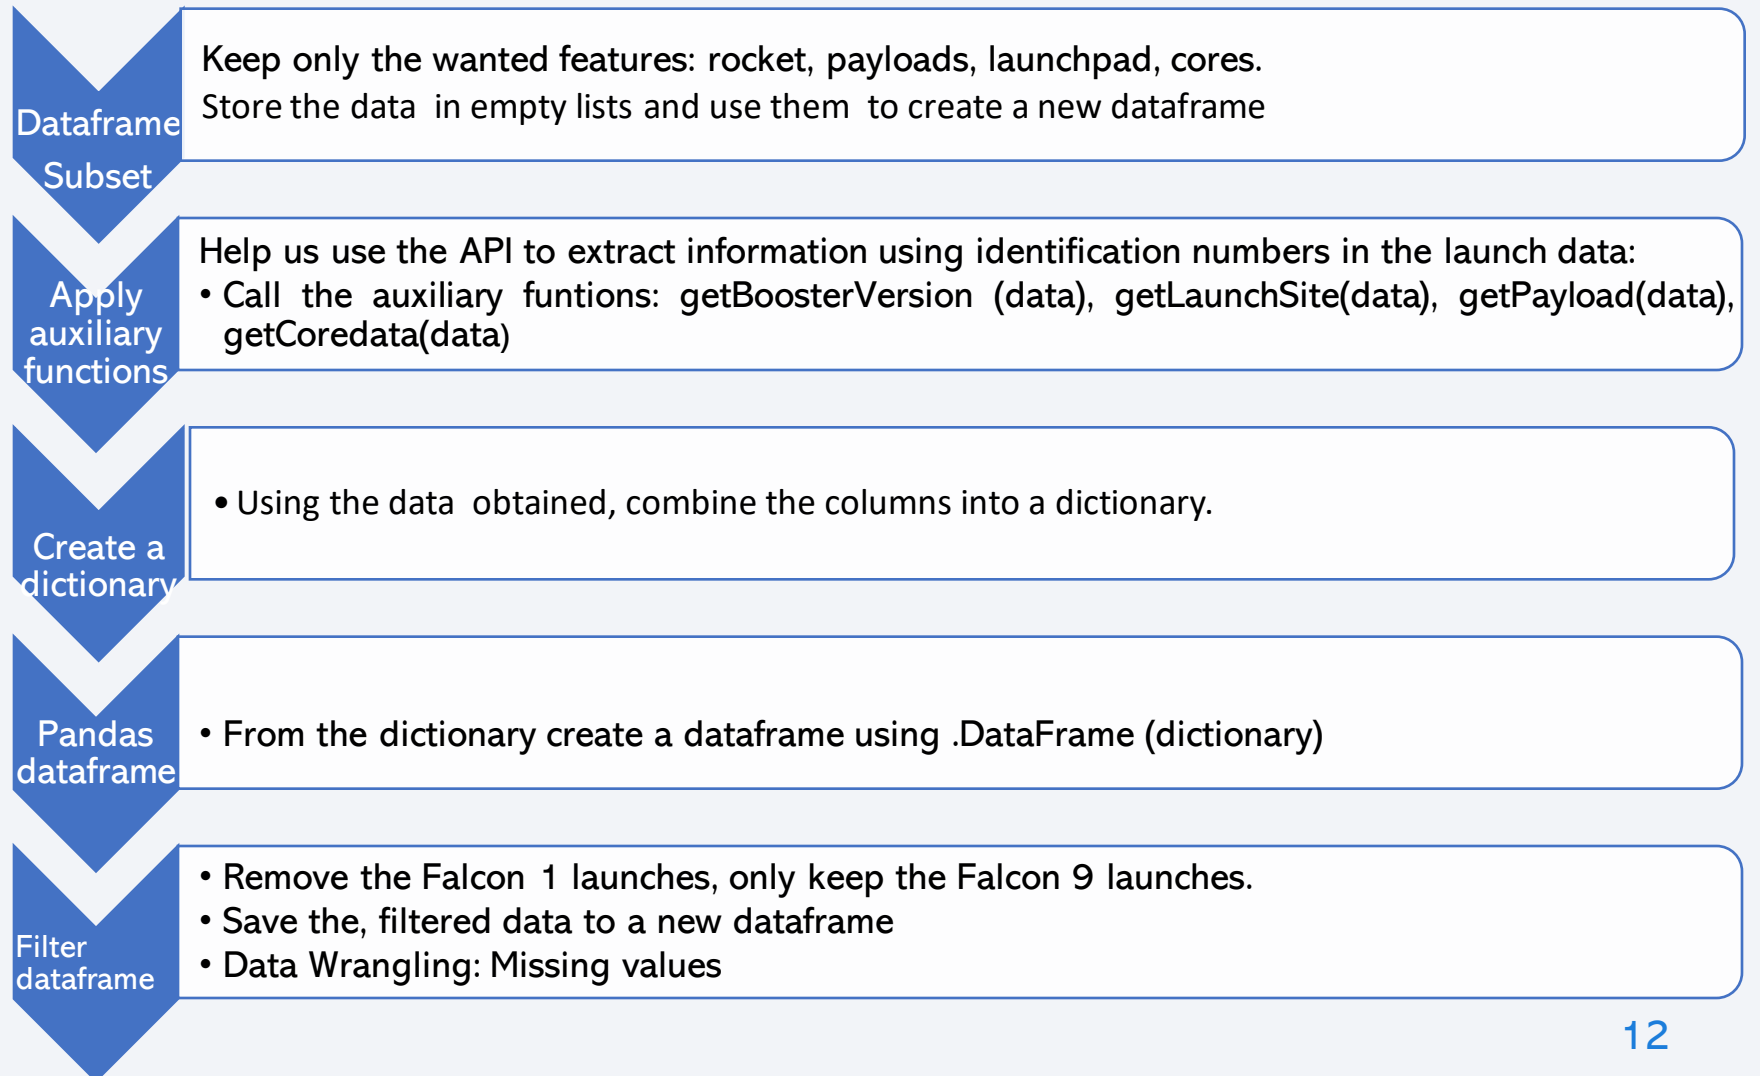 Dataframe
Subset
Keep only the wanted features: rocket, payloads, launchpad, cores.
Store the data  in empty lists and use them  to create a new dataframe
Apply
auxiliary
functions
Help us use the API to extract information using identification numbers in the launch data:
• Call the auxiliary funtions: getBoosterVersion (data), getLaunchSite(data), getPayload(data),
getCoredata(data)
Create a
dictionary
• Using the data  obtained, combine the columns into a dictionary.
Pandas
dataframe
• From the dictionary create a dataframe using .DataFrame (dictionary)
Filter
dataframe
• Remove the Falcon 1 launches, only keep the Falcon 9 launches.
• Save the, filtered data to a new dataframe
• Data Wrangling: Missing values
12